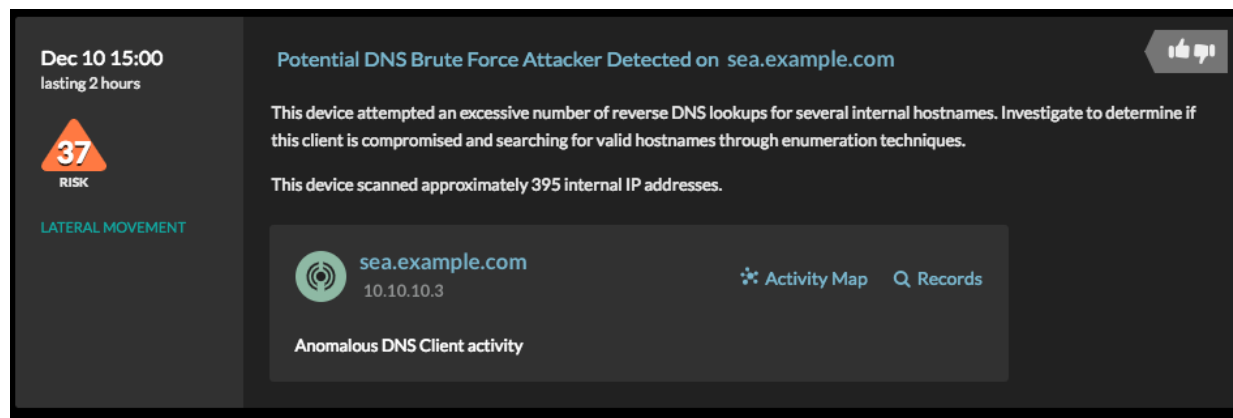 Dec 10 15:00
lasting 2 hours
37
RISK
LATERAL MOVEMENT
Potential DNS Brute Force Attacker Detected on sea.example.com
This device attempted an excessive number of reverse DNS lookups for several internal hostnames. Investigate to determine if
this client is compromised and searching for valid hostnames through enumeration techniques.
This device scanned approximately 395 internal IP addresses.
sea.example.com
10.10.10.3
Activity Map
Records
Anomalous DNS Client activity